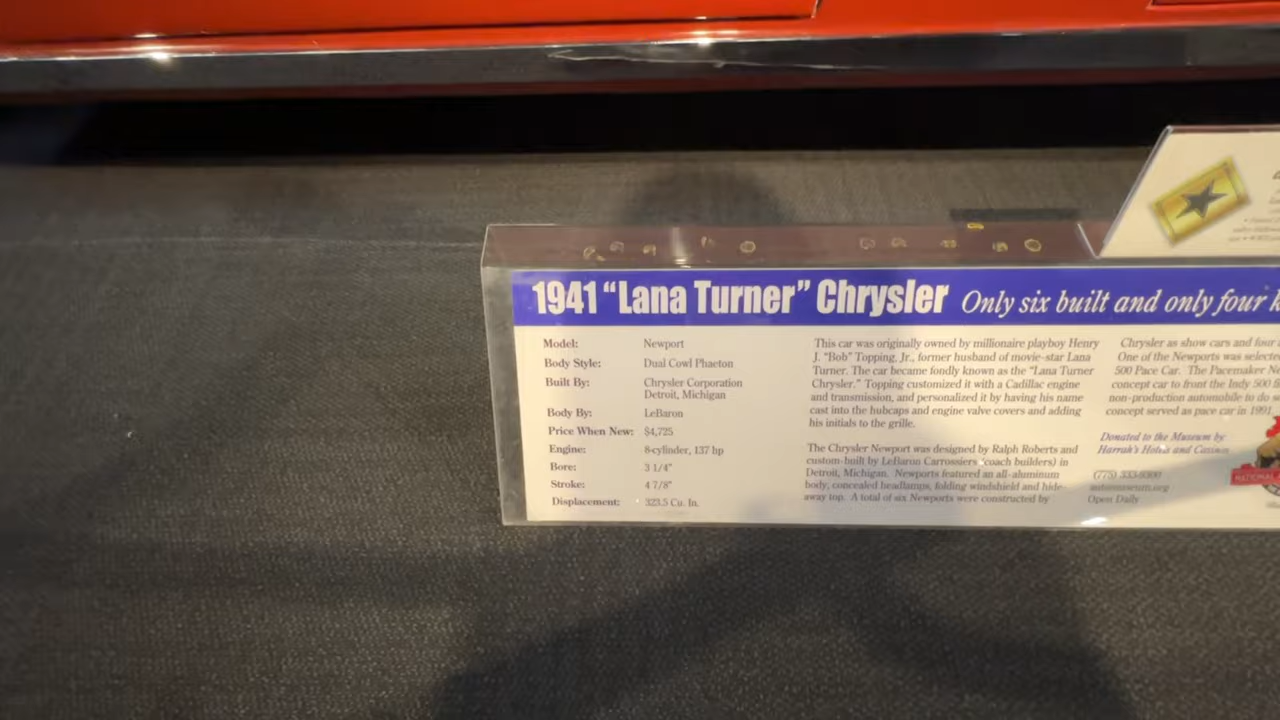 1941 “Lana Turner” Chrysler Only six built and only four
Model: Newport
Body Style: Dual Cowl Phaeton
Built By: Chrysler Corporation
Detroit, Michigan
Body By: LeBaron
Price When New: $4,725
Engine: 8-cylinder, 137 hp
Bore: 3 1/4"
Stroke: 4 7/8"
Displacement: 323.5 Cu. In.
This car was originally owned by millionaire playboy Henry
J. “Bob” Topping, Jr., former husband of movie-star Lana
Turner. The car became fondly known as the “Lana Turner
Chrysler.” Topping customized it with a Cadillac engine
and transmission, and personalized it by having his name
cast into the hubcaps and engine valve covers and adding
his initials to the grille.
The Chrysler Newport was designed by Ralph Roberts and
custom-built by LeBaron Carrossiers (coach builders) in
Detroit, Michigan. Newports featured an all-aluminum
body, concealed headlamps, folding windshield and hide-
away top. A total of six Newports were constructed by
Chrysler as show cars and four
One of the Newports was selected
500 Pace Car. The Pacemaker
concept car to front the Indy 500
non-production automobile to do
concept served as pace car in 1991.
Donated to the Museum by
Harrah's Hotels and Casinos
(775) 333-9300
automuseum.org
Open Daily
NATIONAL